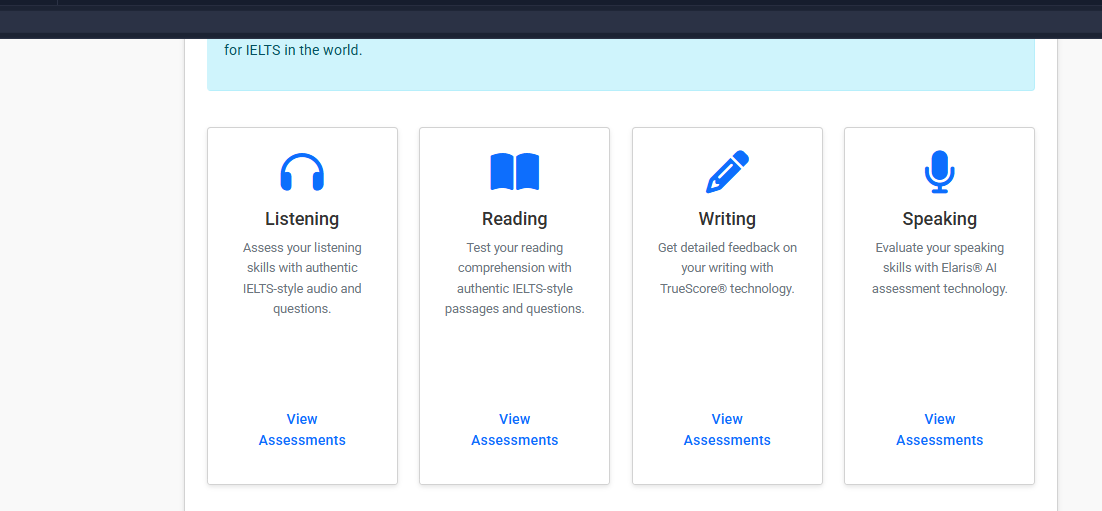 for IELTS in the world.
Listening
Assess your listening
skills with authentic
IELTS-style audio and
questions.
View
Assessments
Reading
Test your reading
comprehension with
authentic IELTS-style
passages and questions.
View
Assessments
Writing
Get detailed feedback on
your writing with
TrueScore® technology.
View
Assessments
Speaking
Evaluate your speaking
skills with Elaris® AI
assessment technology.
View
Assessments